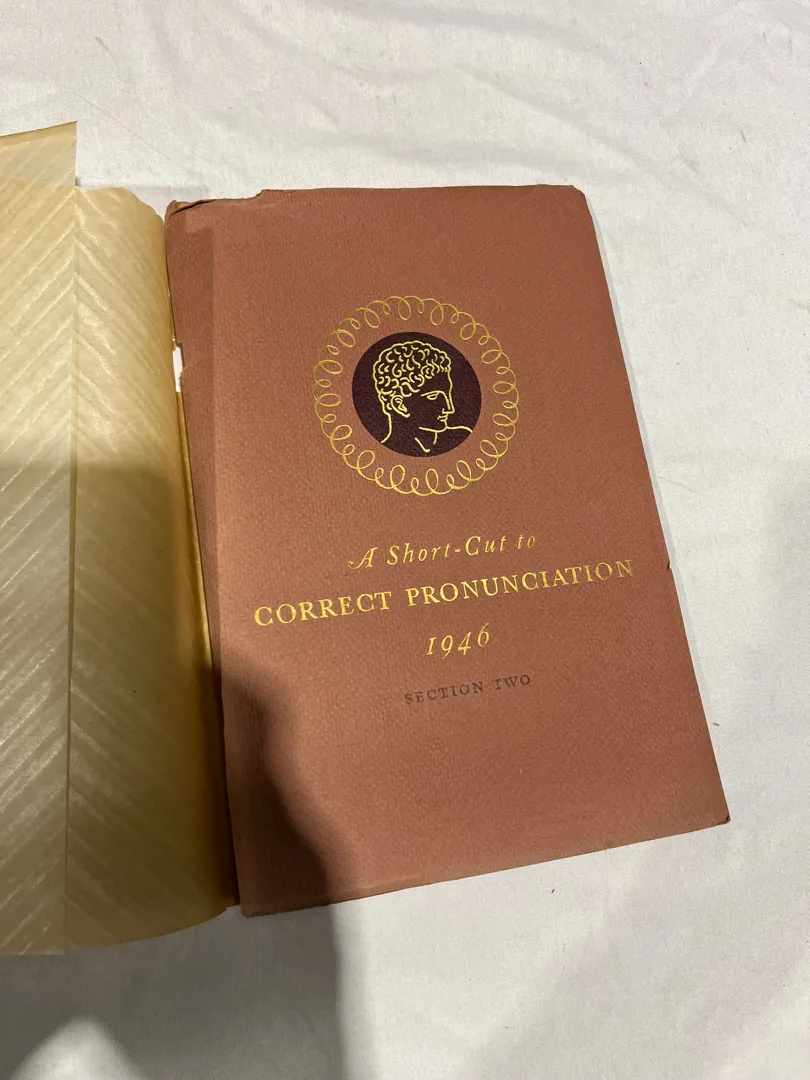 A Short-Cut to
CORRECT PRONUNCIATION
1946
SECTION TWO